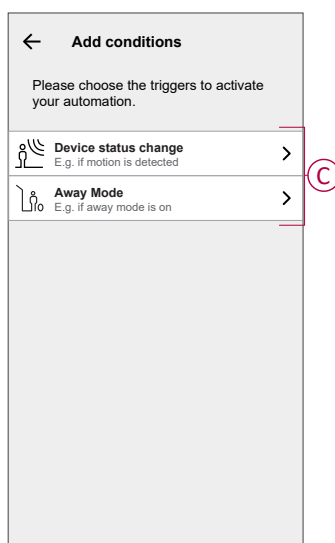 Add conditions
Please choose the triggers to activate
your automation.
Device status change
E.g. if motion is detected
Away Mode
E.g. if away mode is on
C